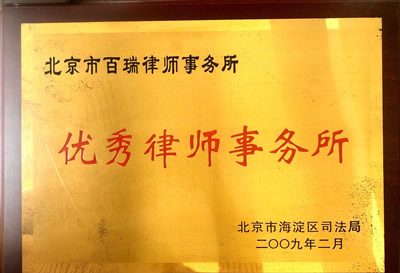 北京市百瑞律师事务所
优秀律师事务所
北京市海淀区司法局
二〇〇九年二月